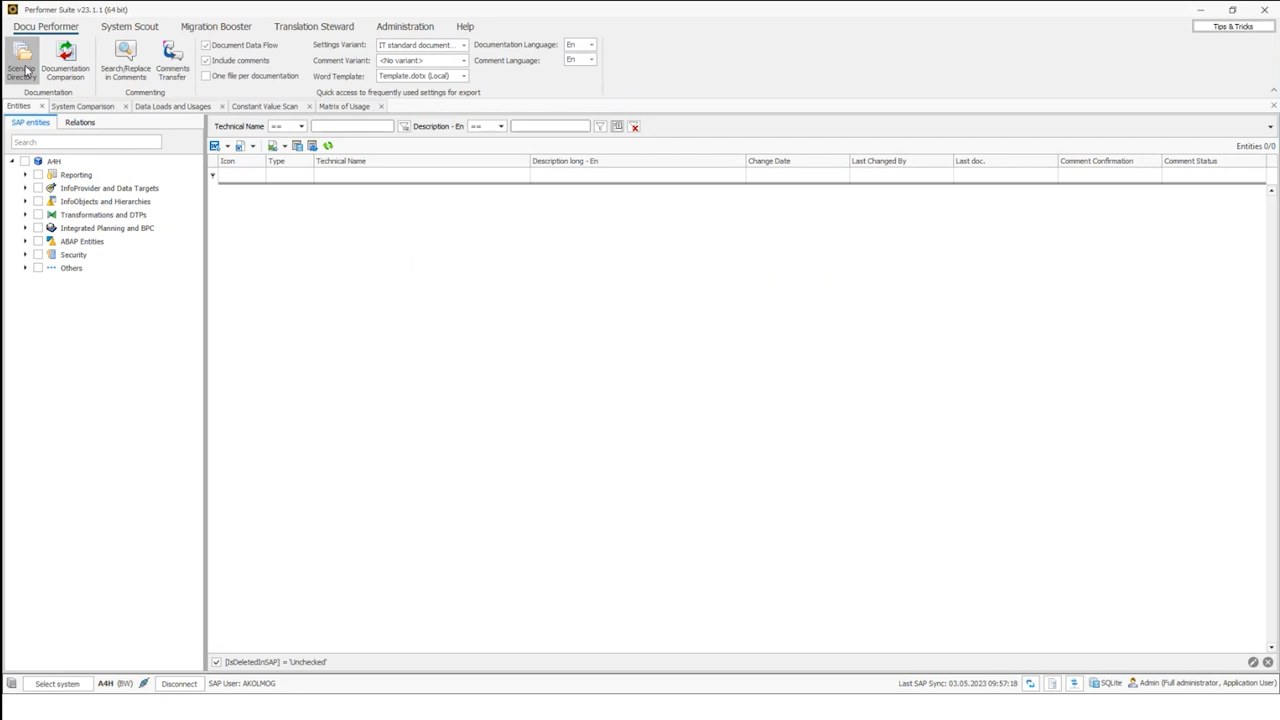 Performer Suite v23.1.1 (64 bit)
Docu Performer System Scout Migration Booster Translation Steward Administration Help
Tips & Tricks
Scenario Directory
Documentation Comparison
Search/Replace in Comments
Comments Transfer
Document Data Flow
Include comments
One file per documentation
Settings Variant: IT standard document...
Comment Variant: <No variant>
Word Template: Template.dotx (Local)
Documentation Language: En
Comment Language: En
Documentation Commenting Quick access to frequently used settings for export
Entities System Comparison Data Loads and Usages Constant Value Scan Matrix of Usage
SAP entities Relations
Technical Name == Description - En ==
Search
Entities 0/0
Icon Type Technical Name Description long - En Change Date Last Changed By Last doc. Comment Confirmation Comment Status
A4H
Reporting
InfoProvider and Data Targets
InfoObjects and Hierarchies
Transformations and DTPs
Integrated Planning and BPC
ABAP Entities
Security
Others
[IsDeletedInSAP] = 'Unchecked'
Select system A4H (BW) Disconnect SAP User: AKOLMOG Last SAP Sync: 03.05.2023 09:57:18 SQLite Admin (Full administrator, Application User)